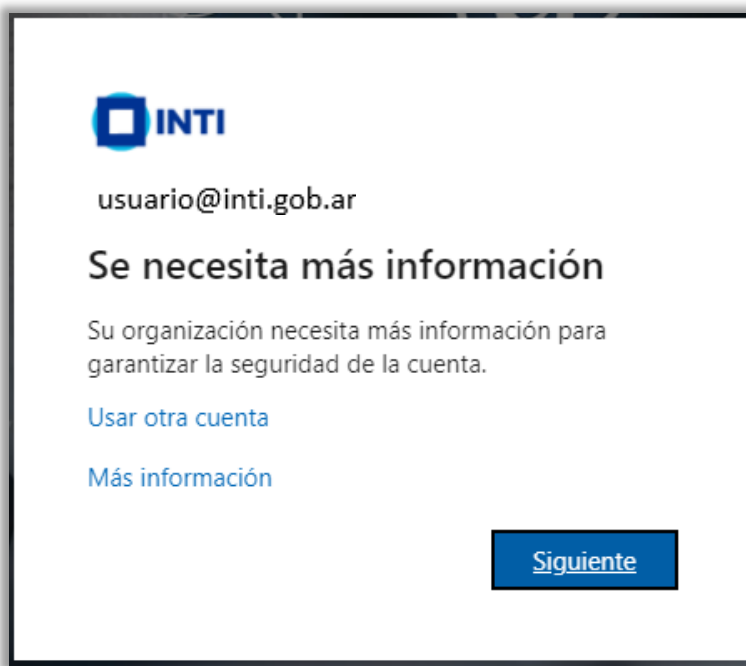 INTI
usuario@inti.gob.ar
Se necesita más información
Su organización necesita más información para
garantizar la seguridad de la cuenta.
Usar otra cuenta
Más información
Siguiente